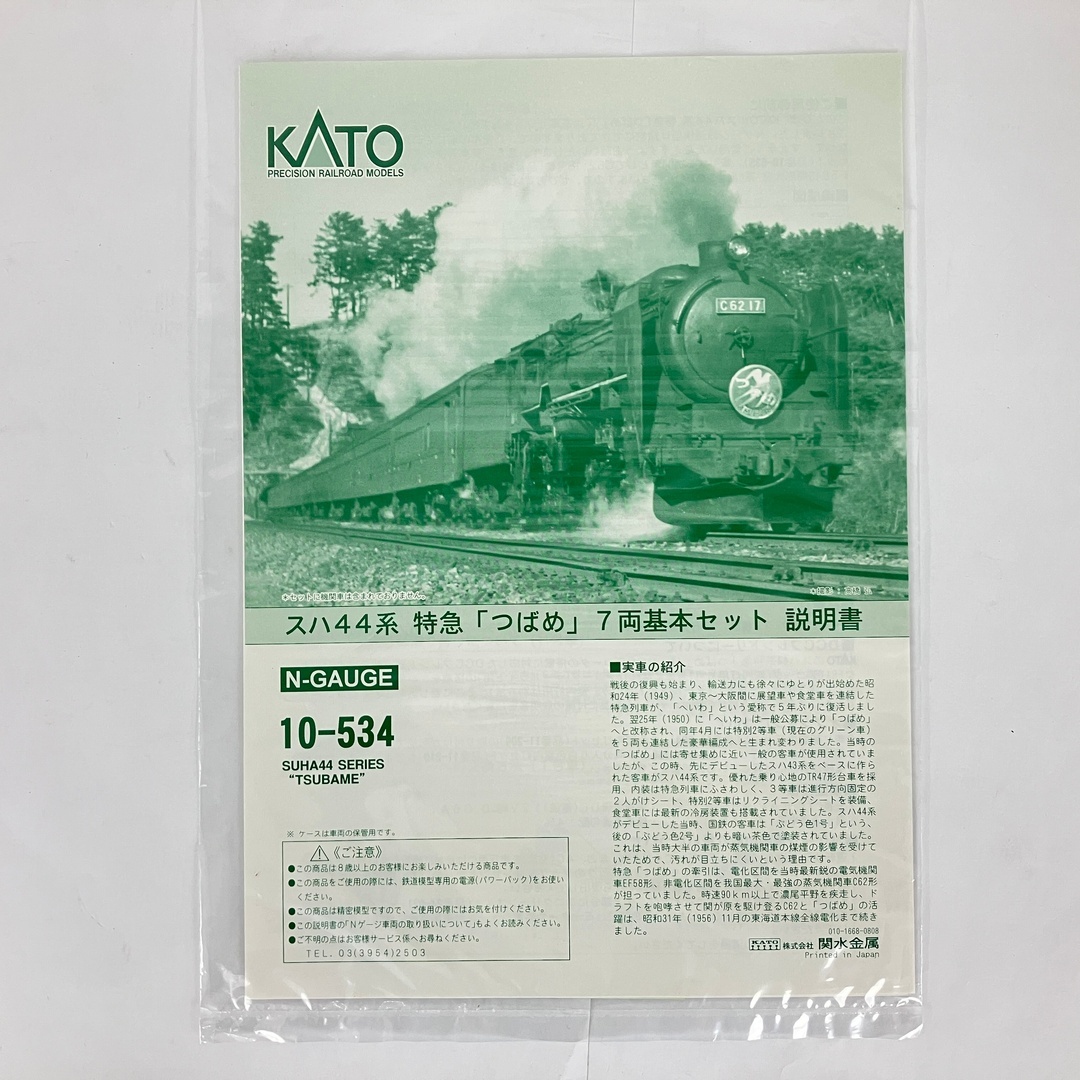 KATO
PRECISION RAILROAD MODELS
C62 17
つばめ
＊セットに機関車は含まれておりません。
＊撮影：高橋 弘
スハ44系 特急「つばめ」7両基本セット 説明書
N-GAUGE
10-534
SUHA44 SERIES
“TSUBAME”
※ ケースは車両の保管用です。
《ご注意》
●この商品は8歳以上のお客様にお楽しみいただける商品です。
●この商品をご使用の際には、鉄道模型専用の電源(パワーパック)をお使い
ください。
●この商品は精密模型ですので、ご使用の際にはお気を付けください。
●この説明書の「Nゲージ車両の取り扱いについて」もよくお読みください。
●ご不明の点はお客様サービス係へお尋ねください。
TEL. 03(3954)2503
■実車の紹介
戦後の復興も始まり、輸送力にも徐々にゆとりが出始めた昭
和24年（1949）、東京～大阪間に展望車や食堂車を連結した
特急列車が、「へいわ」という愛称で５年ぶりに復活しまし
た。翌25年（1950）に「へいわ」は一般公募により「つばめ」
へと改称され、同年4月には特別2等車（現在のグリーン車）
を５両も連結した豪華編成へと生まれ変わりました。当時の
「つばめ」には寄せ集めに近い一般の客車が使用されていま
したが、この時、先にデビューしたスハ43系をベースに作ら
れた客車がスハ44系です。優れた乗り心地のTR47形台車を採
用、内装は特急列車にふさわしく、３等車は進行方向固定の
２人がけシート、特別2等車はリクライニングシートを装備、
食堂車には最新の冷房装置も搭載されていました。スハ44系
がデビューした当時、国鉄の客車は「ぶどう色1号」という、
後の「ぶどう色2号」よりも暗い茶色で塗装されていました。
これは、当時大半の車両が蒸気機関車の煤煙の影響を受けて
いたためで、汚れが目立ちにくいという理由です。
特急「つばめ」の牽引は、電化区間を当時最新鋭の電気機関
車EF58形、非電化区間を我国最大・最強の蒸気機関車C62形
が担っていました。時速90ｋｍ以上で濃尾平野を疾走し、ド
ラフトを咆哮させて関が原を駆け登るC62と「つばめ」の活
躍は、昭和31年（1956）11月の東海道本線全線電化まで続き
ました。
010-1668-0808
KATO 株式会社 関水金属
Printed in Japan